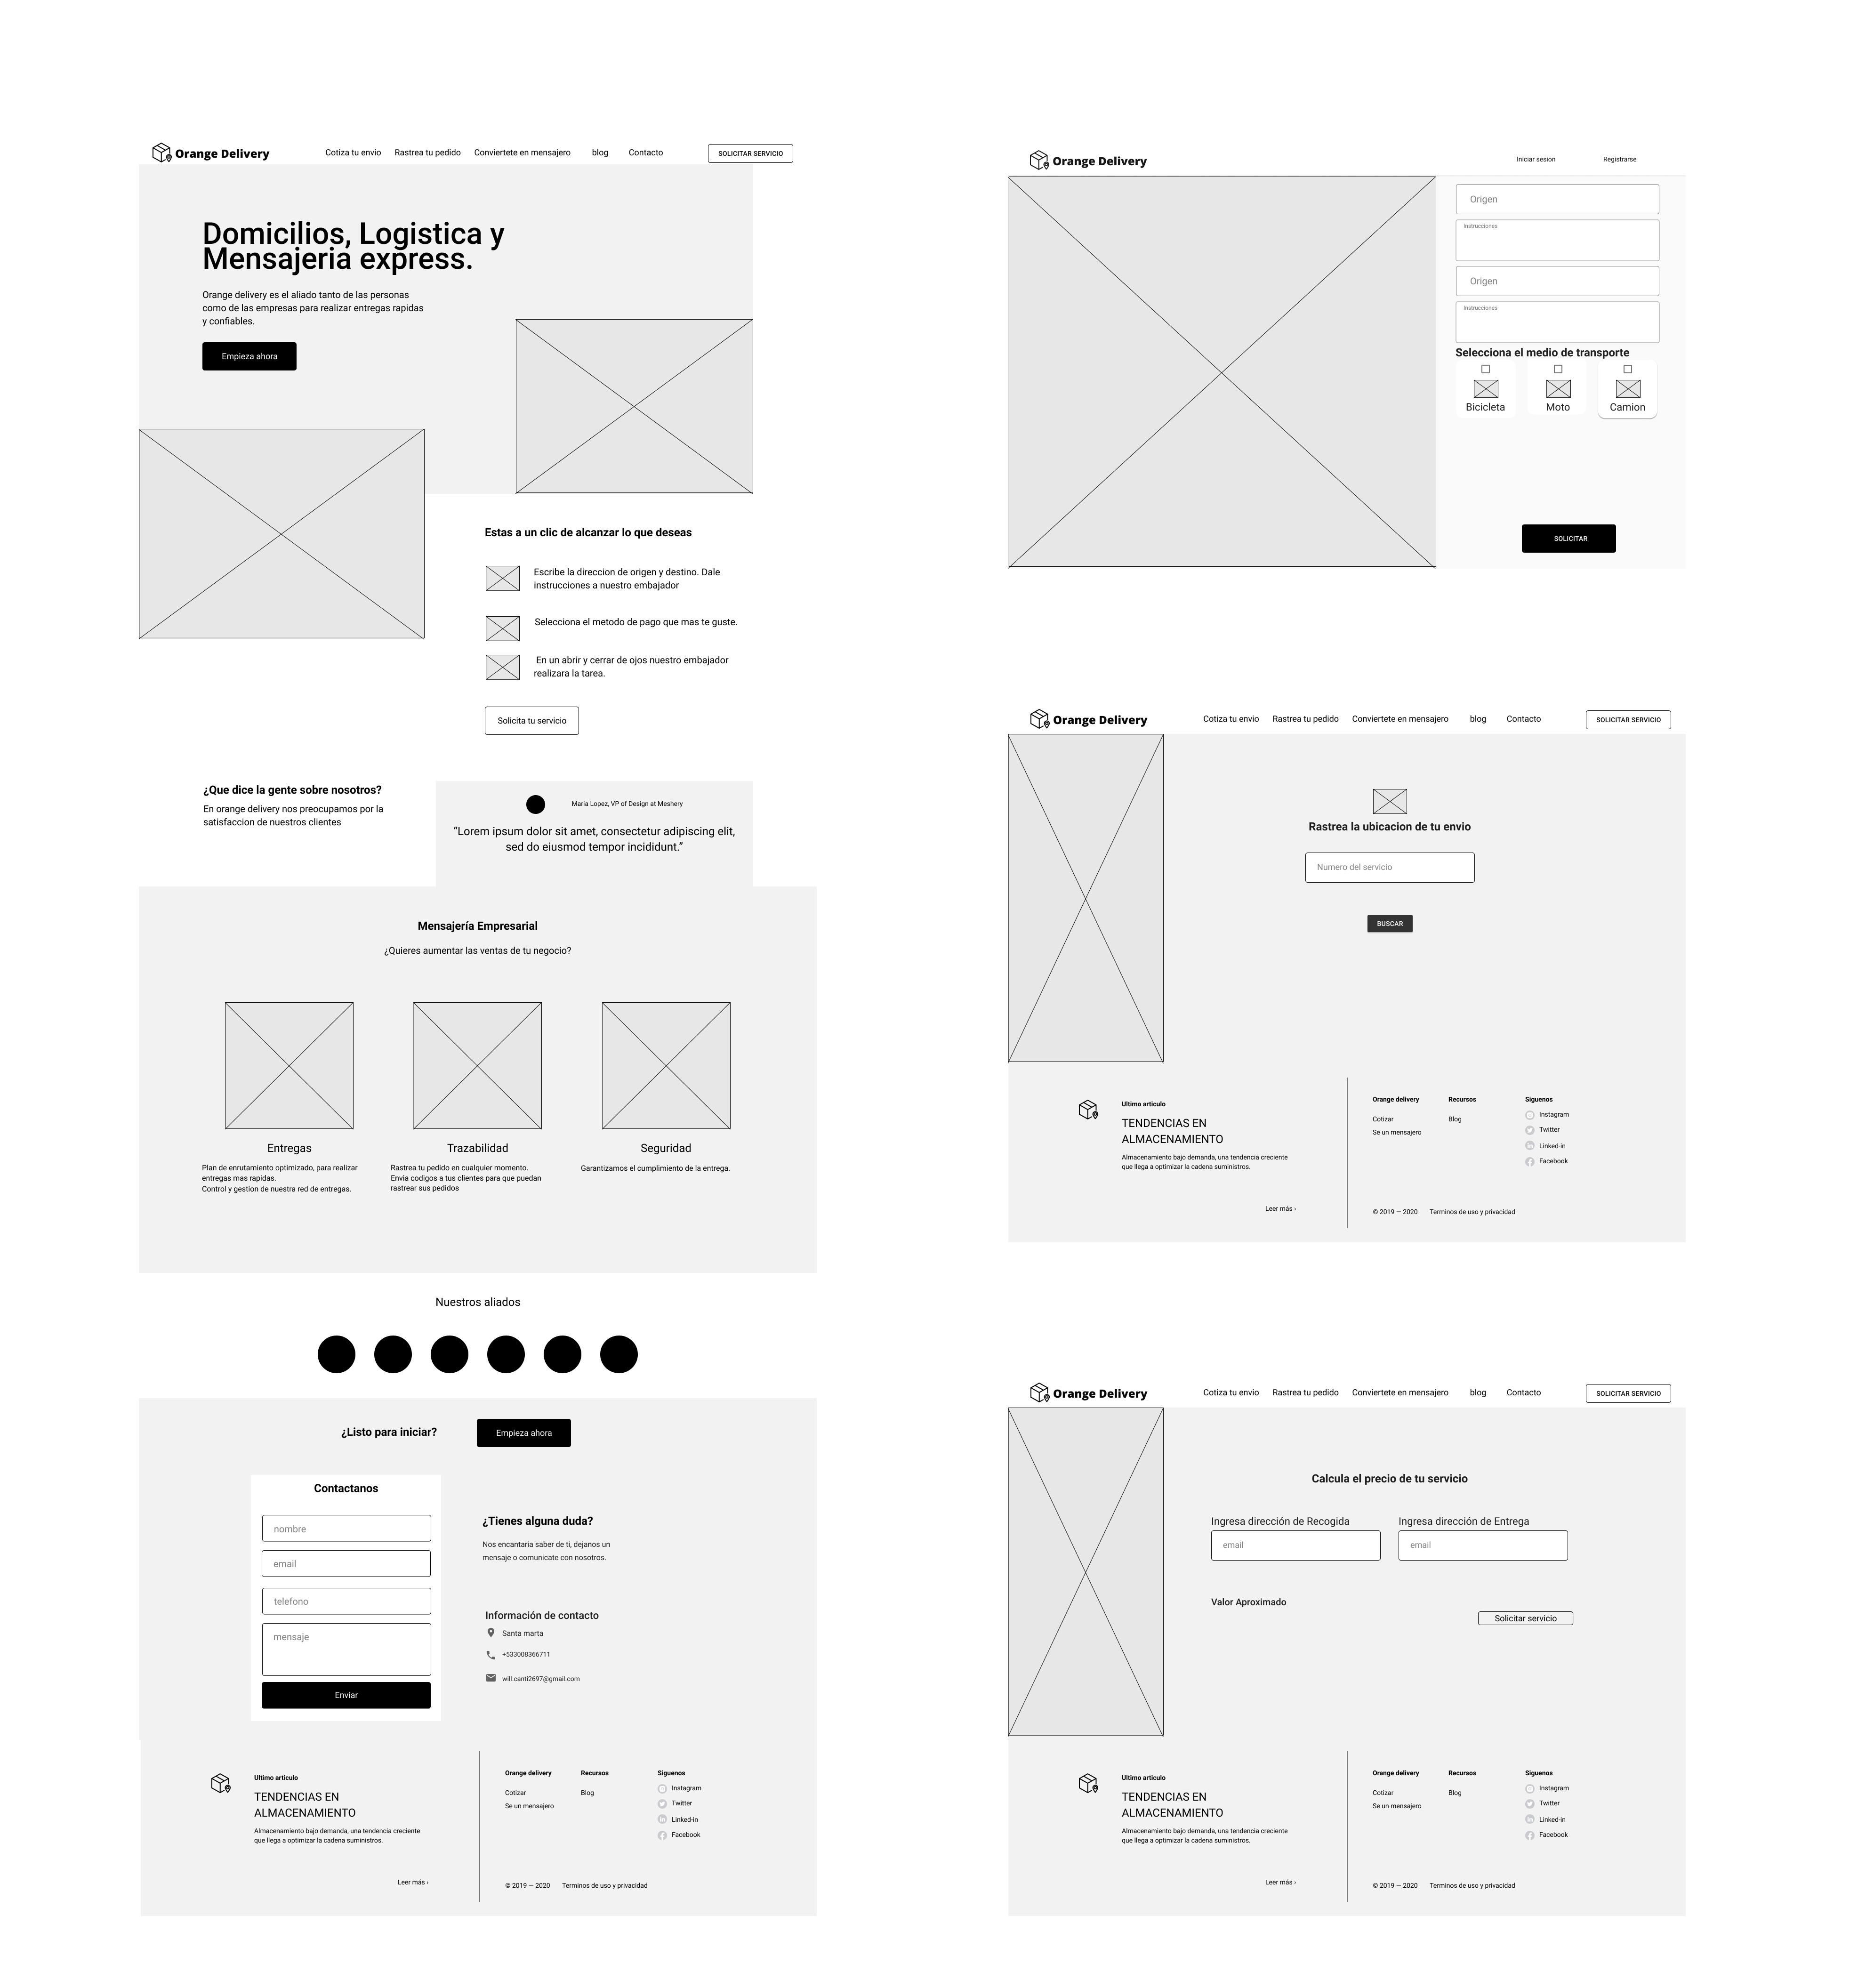 Orange Delivery
Cotiza tu envio
Rastrea tu pedido
Conviertete en mensajero
blog
Contacto
SOLICITAR SERVICIO
Domicilios, Logistica y
Mensajeria express.
Orange delivery es el aliado tanto de las personas
como de las empresas para realizar entregas rapidas
y confiables.
Empieza ahora
Estas a un clic de alcanzar lo que deseas
Escribe la direccion de origen y destino. Dale
instrucciones a nuestro embajador
Selecciona el metodo de pago que mas te guste.
En un abrir y cerrar de ojos nuestro embajador
realizara la tarea.
Solicita tu servicio
¿Que dice la gente sobre nosotros?
En orange delivery nos preocupamos por la
satisfaccion de nuestros clientes
Maria Lopez, VP of Design at Meshery
“Lorem ipsum dolor sit amet, consectetur adipiscing elit,
sed do eiusmod tempor incididunt.”
Mensajería Empresarial
¿Quieres aumentar las ventas de tu negocio?
Entregas
Plan de enrutamiento optimizado, para realizar
entregas mas rapidas.
Control y gestion de nuestra red de entregas.
Trazabilidad
Rastrea tu pedido en cualquier momento.
Envia codigos a tus clientes para que puedan
rastrear sus pedidos
Seguridad
Garantizamos el cumplimiento de la entrega.
Nuestros aliados
¿Listo para iniciar?
Empieza ahora
Contactanos
nombre
email
telefono
mensaje
Enviar
¿Tienes alguna duda?
Nos encantaria saber de ti, dejanos un
mensaje o comunicate con nosotros.
Información de contacto
Santa marta
+533008366711
will.canti2697@gmail.com
Ultimo articulo
TENDENCIAS EN
ALMACENAMIENTO
Almacenamiento bajo demanda, una tendencia creciente
que llega a optimizar la cadena suministros.
Leer más ›
Orange delivery
Cotizar
Se un mensajero
Recursos
Blog
Siguenos
Instagram
Twitter
Linked-in
Facebook
© 2019 — 2020
Terminos de uso y privacidad
Orange Delivery
Iniciar sesion
Registrarse
Origen
Instrucciones
Origen
Instrucciones
Selecciona el medio de transporte
Bicicleta
Moto
Camion
SOLICITAR
Orange Delivery
Cotiza tu envio
Rastrea tu pedido
Conviertete en mensajero
blog
Contacto
SOLICITAR SERVICIO
Rastrea la ubicacion de tu envio
Numero del servicio
BUSCAR
Ultimo articulo
TENDENCIAS EN
ALMACENAMIENTO
Almacenamiento bajo demanda, una tendencia creciente
que llega a optimizar la cadena suministros.
Leer más ›
Orange delivery
Cotizar
Se un mensajero
Recursos
Blog
Siguenos
Instagram
Twitter
Linked-in
Facebook
© 2019 — 2020
Terminos de uso y privacidad
Orange Delivery
Cotiza tu envio
Rastrea tu pedido
Conviertete en mensajero
blog
Contacto
SOLICITAR SERVICIO
Calcula el precio de tu servicio
Ingresa dirección de Recogida
email
Ingresa dirección de Entrega
email
Valor Aproximado
Solicitar servicio
Ultimo articulo
TENDENCIAS EN
ALMACENAMIENTO
Almacenamiento bajo demanda, una tendencia creciente
que llega a optimizar la cadena suministros.
Leer más ›
Orange delivery
Cotizar
Se un mensajero
Recursos
Blog
Siguenos
Instagram
Twitter
Linked-in
Facebook
© 2019 — 2020
Terminos de uso y privacidad